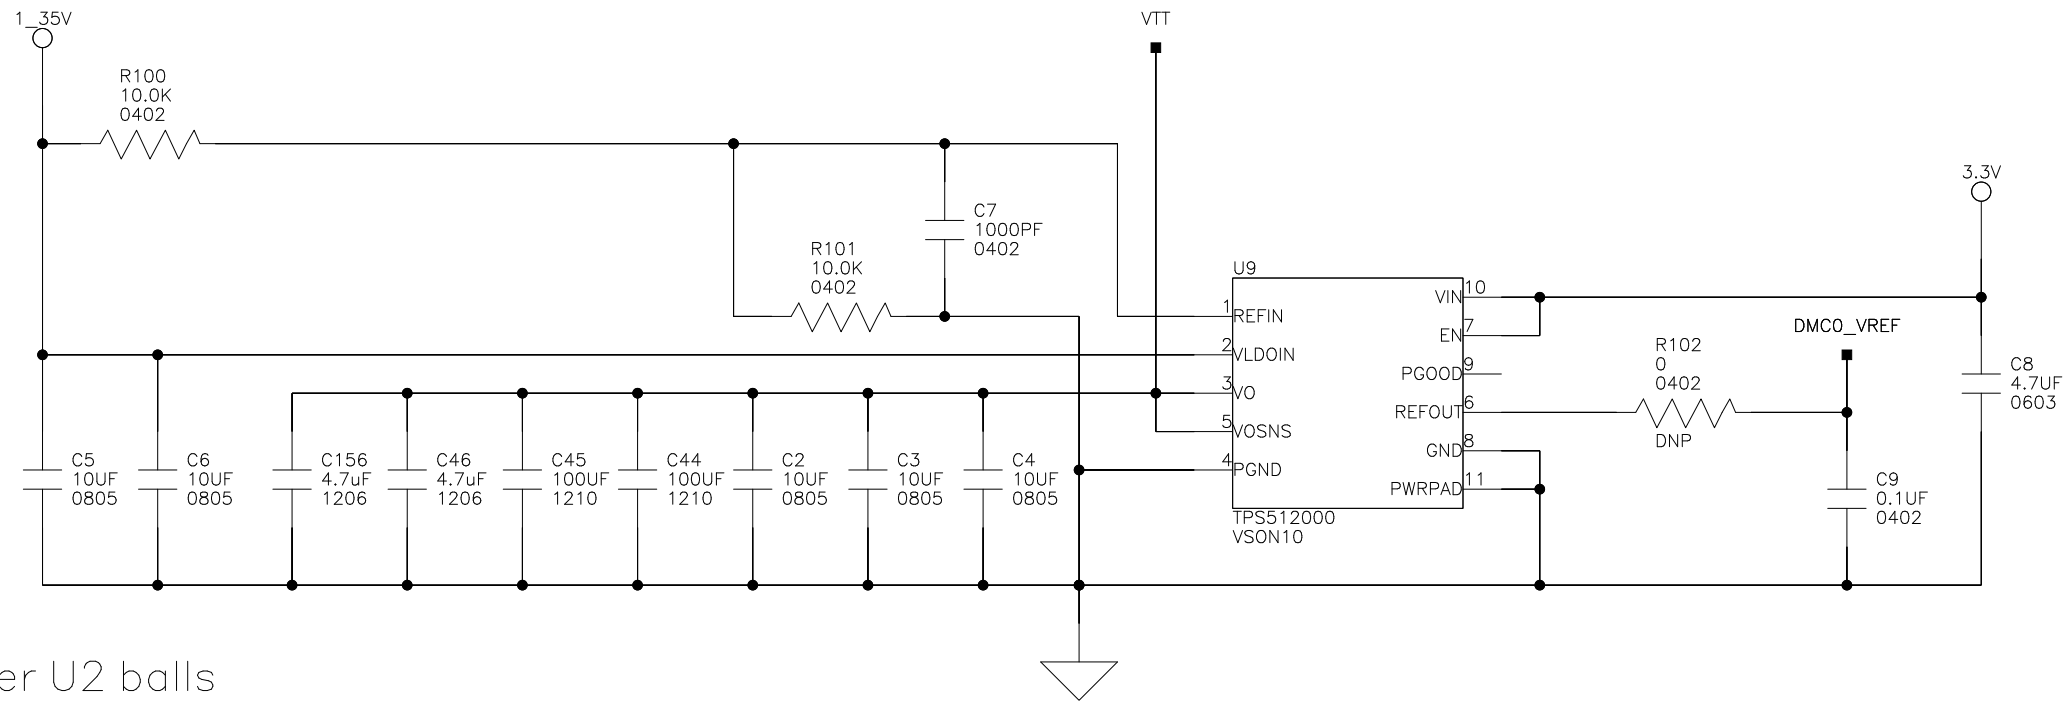 1_35V
VTT
R100
10.0K
0402
3.3V
C7
1000PF
0402
R101
10.0K
0402
U9
1
REFIN
2
VLDOIN
3
VO
5
VOSNS
4
PGND
VIN
10
EN
7
PGOOD
9
REFOUT
6
GND
8
PWRPAD
11
TPS512000
VSON10
DMC0_VREF
R102
0
0402
DNP
C8
4.7UF
0603
C5
10UF
0805
C6
10UF
0805
C156
4.7uF
1206
C46
4.7uF
1206
C45
100UF
1210
C44
100UF
1210
C2
10UF
0805
C3
10UF
0805
C4
10UF
0805
C9
0.1UF
0402
er U2 balls